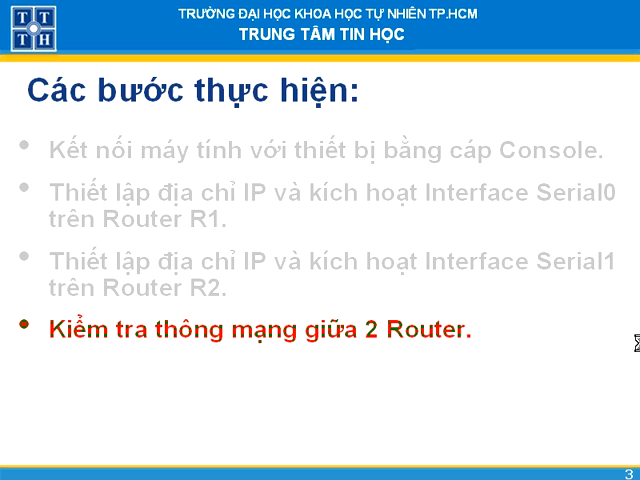 TRƯỜNG ĐẠI HỌC KHOA HỌC TỰ NHIÊN TP.HCM
TRUNG TÂM TIN HỌC
T T
T H
Các bước thực hiện:
• Kết nối máy tính với thiết bị bằng cáp Console.
• Thiết lập địa chỉ IP và kích hoạt Interface Serial0
trên Router R1.
• Thiết lập địa chỉ IP và kích hoạt Interface Serial1
trên Router R2.
• Kiểm tra thông mạng giữa 2 Router.
3